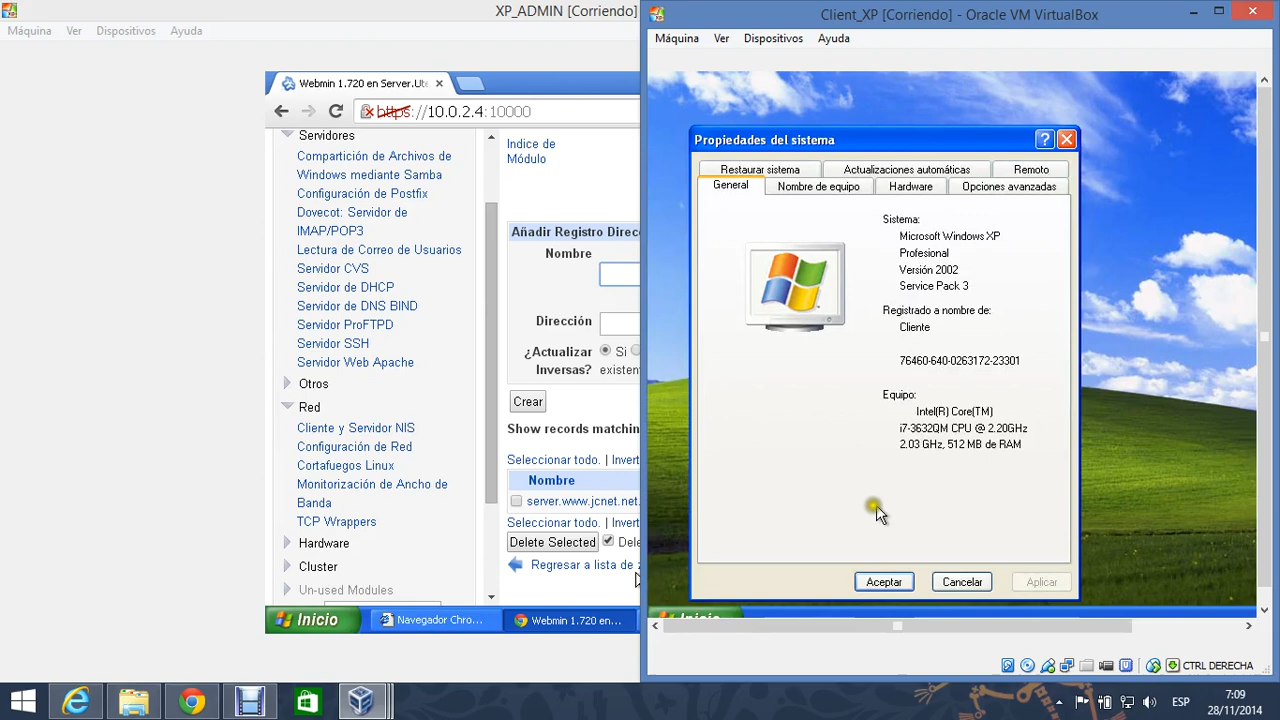 XP_ADMIN [Corriendo]
Máquina Ver Dispositivos Ayuda
Webmin 1.720 en Server.Ute
https://10.0.2.4:10000
Servidores
Compartición de Archivos de
Windows mediante Samba
Configuración de Postfix
Dovecot: Servidor de
IMAP/POP3
Lectura de Correo de Usuarios
Servidor CVS
Servidor de DHCP
Servidor de DNS BIND
Servidor ProFTPD
Servidor SSH
Servidor Web Apache
Otros
Red
Cliente y Servidor NIS
Configuración de Red
Cortafuegos Linux
Monitorización de Ancho de
Banda
TCP Wrappers
Hardware
Cluster
Un-used Modules
Indice de
Módulo
Añadir Registro Direc
Nombre
Dirección
¿Actualizar Si
Inversas? existen
Crear
Show records matchin
Seleccionar todo. | Invert
Nombre
server.www.jcnet.net.
Seleccionar todo. | Invert
Delete Selected Dele
Regresar a lista de z
Inicio
Navegador Chro...
Webmin 1.720 en...
Client_XP [Corriendo] - Oracle VM VirtualBox
Máquina Ver Dispositivos Ayuda
Propiedades del sistema
Restaurar sistema Actualizaciones automáticas Remoto
General Nombre de equipo Hardware Opciones avanzadas
Sistema:
Microsoft Windows XP
Profesional
Versión 2002
Service Pack 3
Registrado a nombre de:
Cliente
76460-640-0263172-23301
Equipo:
Intel(R) Core(TM)
i7-3632QM CPU @ 2.20GHz
2.03 GHz, 512 MB de RAM
Aceptar Cancelar Aplicar
Inicio
CTRL DERECHA
ESP
7:09
28/11/2014